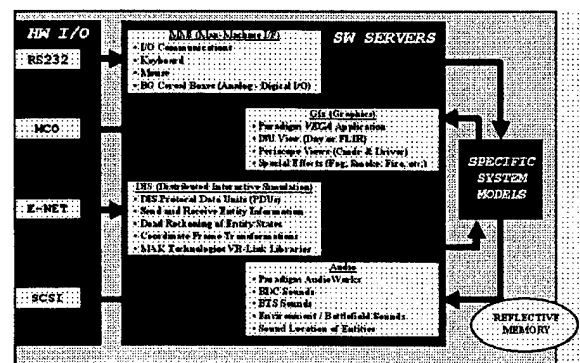 HW I/O
RS232
MCO
E-NET
SCSI
SW SERVERS
MMI (Man-Machine I/F)
• I/O Communications
• Keyboard
• Mouse
• BG Cereal Boxes (Analog - Digital I/O)
Gfx (Graphics)
• Paradigm VEGA Application
• (Day or FLIR)
• Periscope Views (Cmdr & Driver)
• Special Effects (Fog, Smoke, Fire, etc.)
DIS (Distributed Interactive Simulation)
• DIS Protocol Data Units (PDUs)
• Send and Receive Entity Information
• Dead Reckoning of Entity States
• Coordinate Frame Transformations
• MAK Technologies VR-Link Libraries
Audio
• Paradigm AudioWorks
• Sounds
• Sounds
• Environment / Battlefield Sounds
• Sound Location of Entities
SPECIFIC
SYSTEM
MODELS
REFLECTIVE
MEMORY